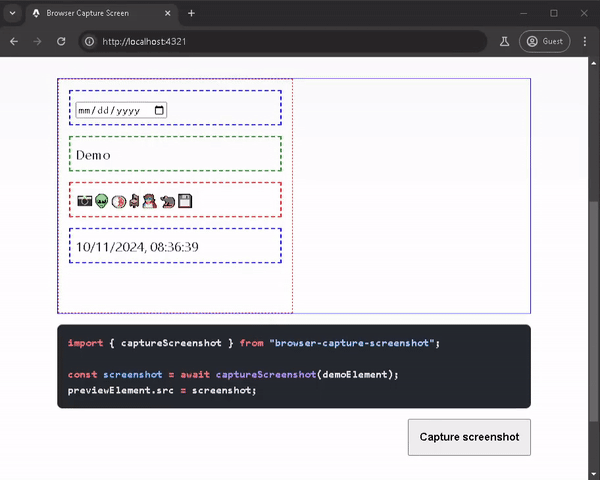 Browser Capture Screen
http://localhost:4321
Guest
mm/dd/yyyy
Demo
10/11/2024, 08:36:39
import { captureScreenshot } from "browser-capture-screenshot";
const screenshot = await captureScreenshot(demoElement);
previewElement.src = screenshot;
Capture screenshot